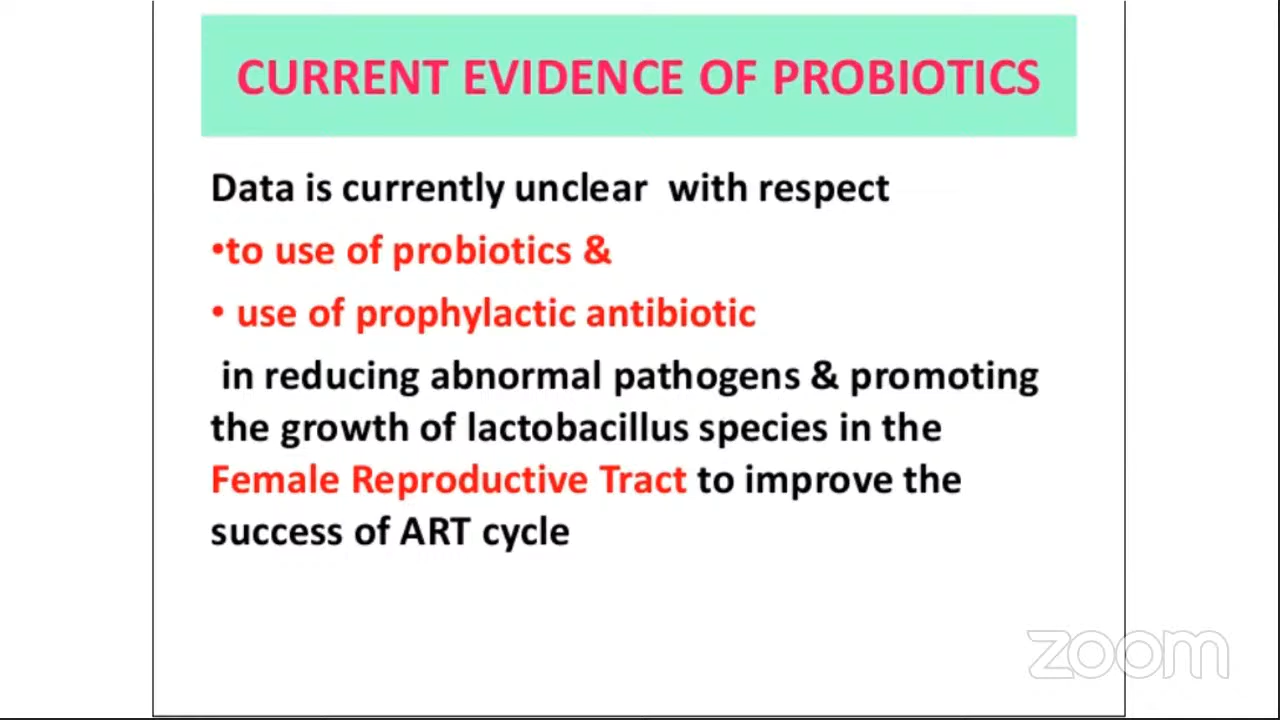 CURRENT EVIDENCE OF PROBIOTICS
Data is currently unclear with respect
•to use of probiotics &
• use of prophylactic antibiotic
in reducing abnormal pathogens & promoting
the growth of lactobacillus species in the
Female Reproductive Tract to improve the
success of ART cycle
zoom